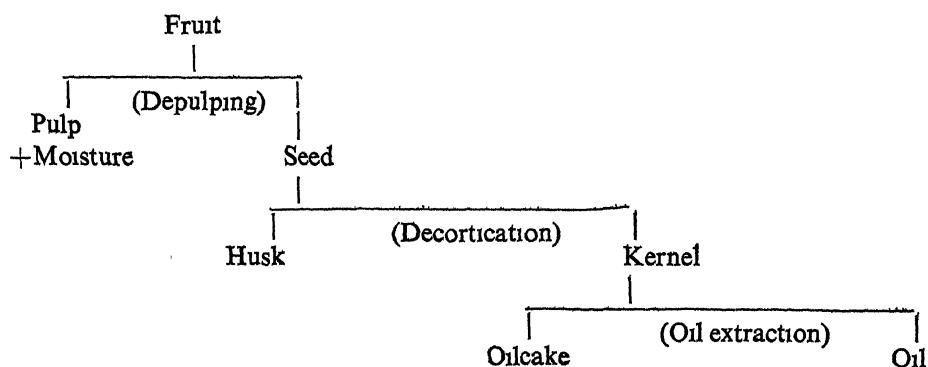 Fruit
(Depulping)
Pulp
+Moisture
Seed
(Decortication)
Husk
Kernel
(Oil extraction)
Oilcake
Oil